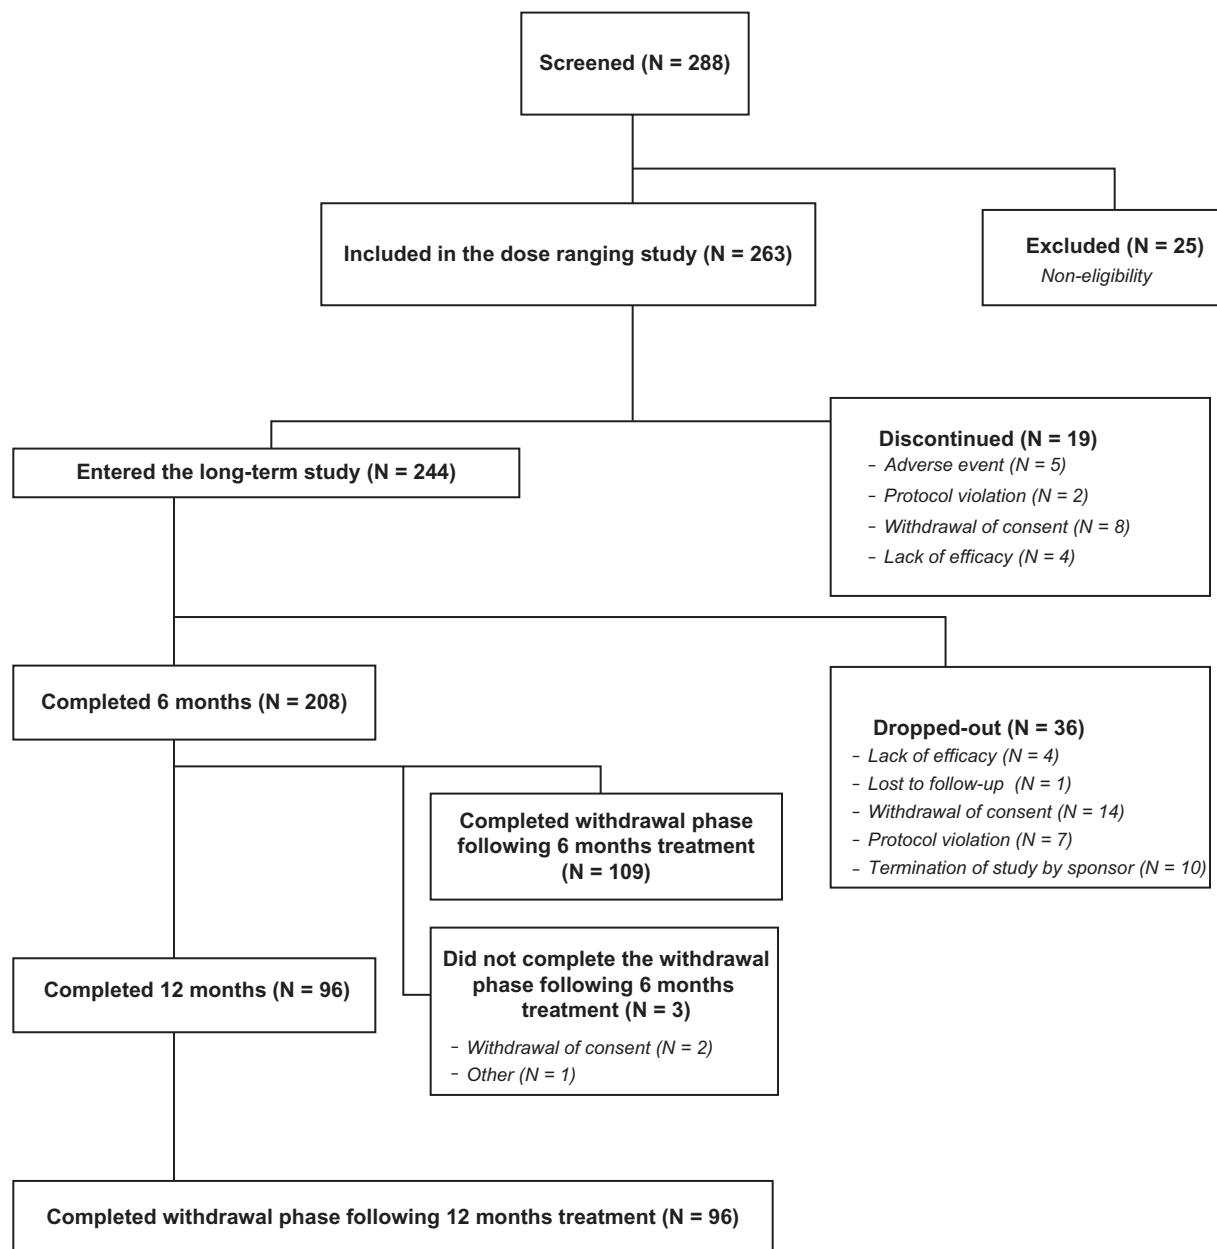 Screened (N = 288)
Included in the dose ranging study (N = 263)
Excluded (N = 25)
Non-eligibility
Discontinued (N = 19)
- Adverse event (N = 5)
- Protocol violation (N = 2)
- Withdrawal of consent (N = 8)
- Lack of efficacy (N = 4)
Entered the long-term study (N = 244)
Completed 6 months (N = 208)
Dropped-out (N = 36)
- Lack of efficacy (N = 4)
- Lost to follow-up (N = 1)
- Withdrawal of consent (N = 14)
- Protocol violation (N = 7)
- Termination of study by sponsor (N = 10)
Completed withdrawal phase
following 6 months treatment
(N = 109)
Did not complete the withdrawal
phase following 6 months
treatment (N = 3)
- Withdrawal of consent (N = 2)
- Other (N = 1)
Completed 12 months (N = 96)
Completed withdrawal phase following 12 months treatment (N = 96)